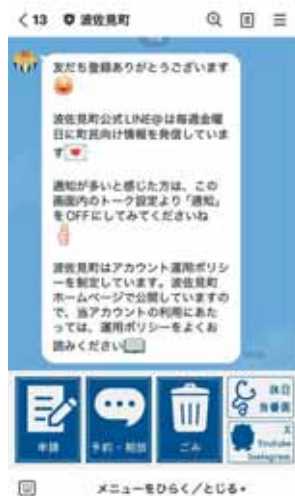 13 波佐見町
友だち登録ありがとうございます
波佐見町公式LINE@は毎週金曜
日に町民向け情報を発信していま
す
通知が多いと感じた方は、この
画面内のトーク設定より「通知」
をOFFにしてみてくださいね
波佐見町はアカウント運用ポリシ
ーを制定しています。波佐見町
ホームページで公開していますの
で、当アカウントの利用にあた
っては、運用ポリシーをよくお
読みください
申請
予約・相談
ごみ
休日
当番医
X
Youtube
Instagram
メニューをひらく/とじる